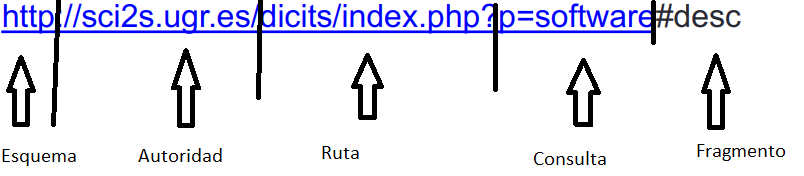 http://sci2s.ugr.es/dicits/index.php?p=software#desc
Esquema Autoridad Ruta Consulta Fragmento